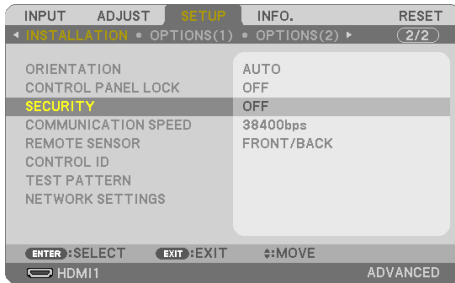 INPUT ADJUST SETUP INFO. RESET
◀ INSTALLATION • OPTIONS(1) • OPTIONS(2) ▶ 2/2
ORIENTATION AUTO
CONTROL PANEL LOCK OFF
SECURITY OFF
COMMUNICATION SPEED 38400bps
REMOTE SENSOR FRONT/BACK
CONTROL ID
TEST PATTERN
NETWORK SETTINGS
ENTER :SELECT EXIT :EXIT ⬍:MOVE
HDMI1 ADVANCED